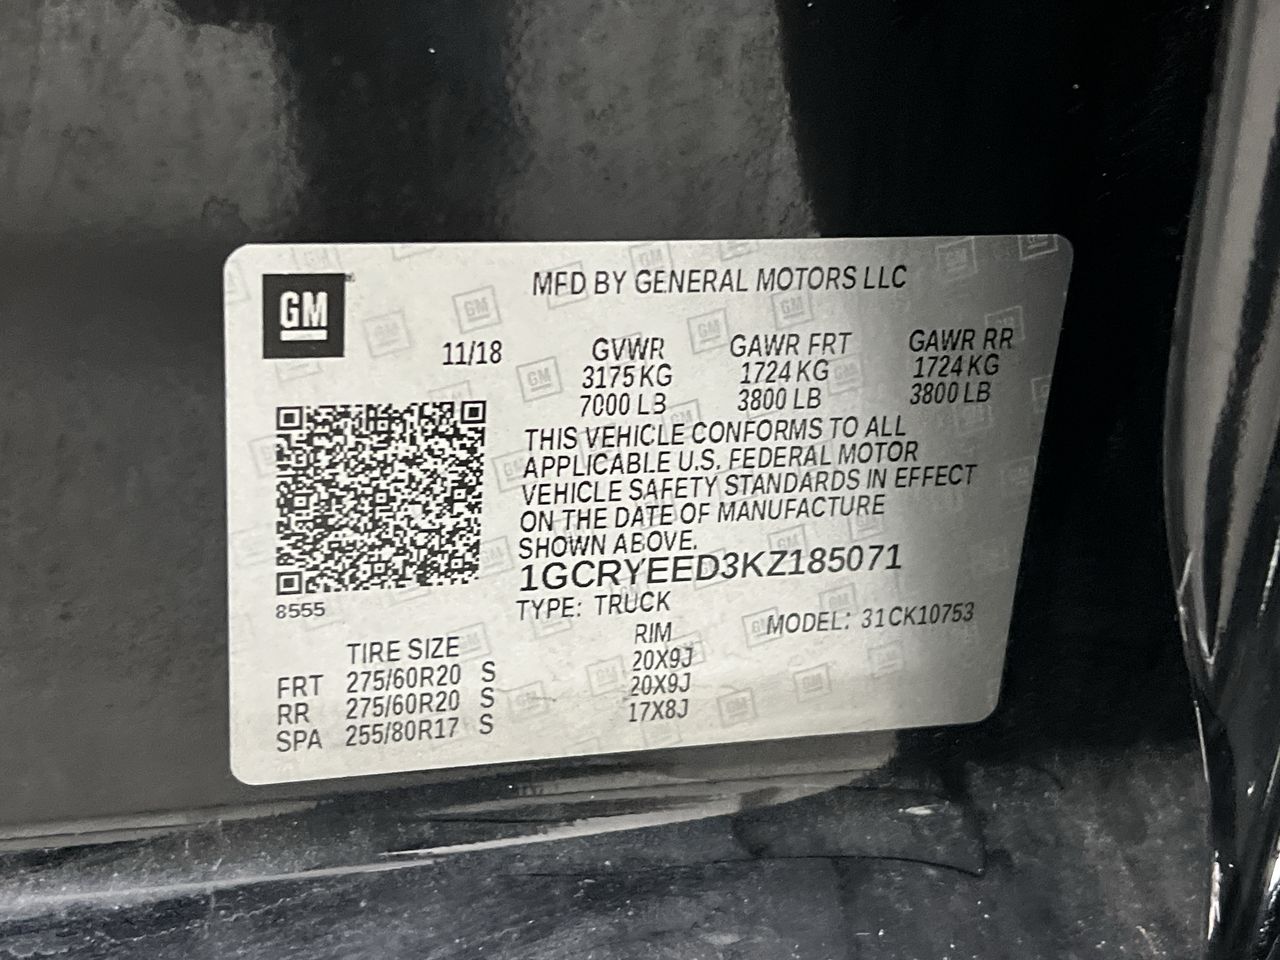 GM
MFD BY GENERAL MOTORS LLC
11/18 GVWR GAWR FRT GAWR RR
3175 KG 1724 KG 1724 KG
7000 LB 3800 LB 3800 LB
THIS VEHICLE CONFORMS TO ALL
APPLICABLE U.S. FEDERAL MOTOR
VEHICLE SAFETY STANDARDS IN EFFECT
ON THE DATE OF MANUFACTURE
SHOWN ABOVE.
1GCRYEED3KZ185071
8555
TYPE: TRUCK MODEL: 31CK10753
TIRE SIZE RIM
FRT 275/60R20 S 20X9J
RR 275/60R20 S 20X9J
SPA 255/80R17 S 17X8J